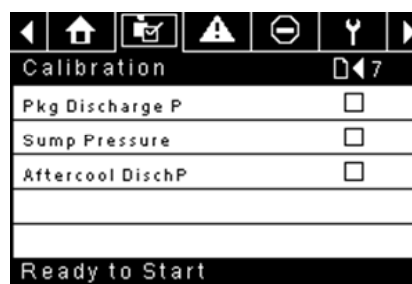 Calibration 7
Pkg Discharge P
Sump Pressure
Aftercool DischP
Ready to Start